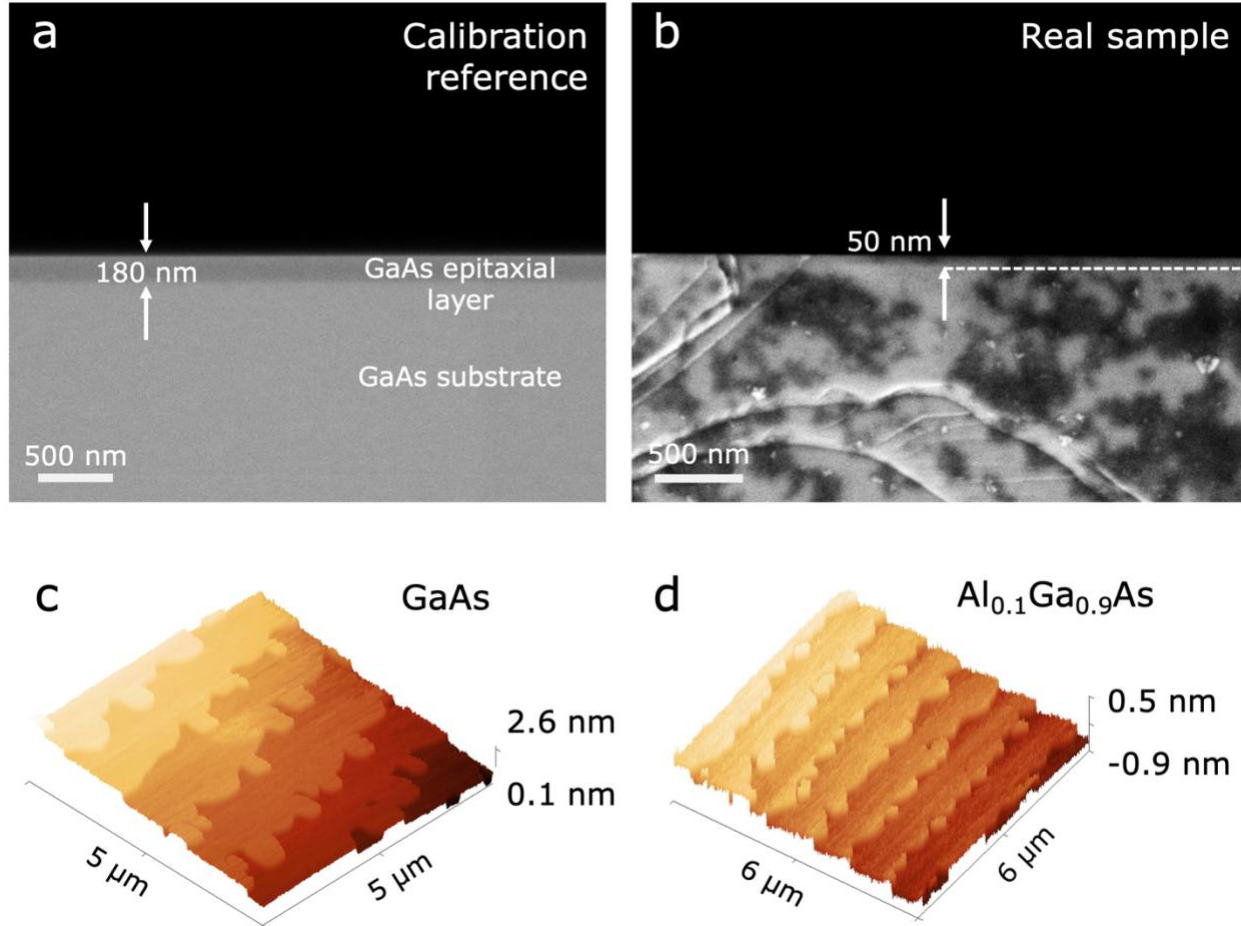 a
Calibration
reference
180 nm
GaAs epitaxial
layer
GaAs substrate
500 nm
b
Real sample
50 nm
500 nm
c
GaAs
2.6 nm
0.1 nm
5 µm
5 µm
d
Al0.1Ga0.9As
0.5 nm
-0.9 nm
6 µm
6 µm